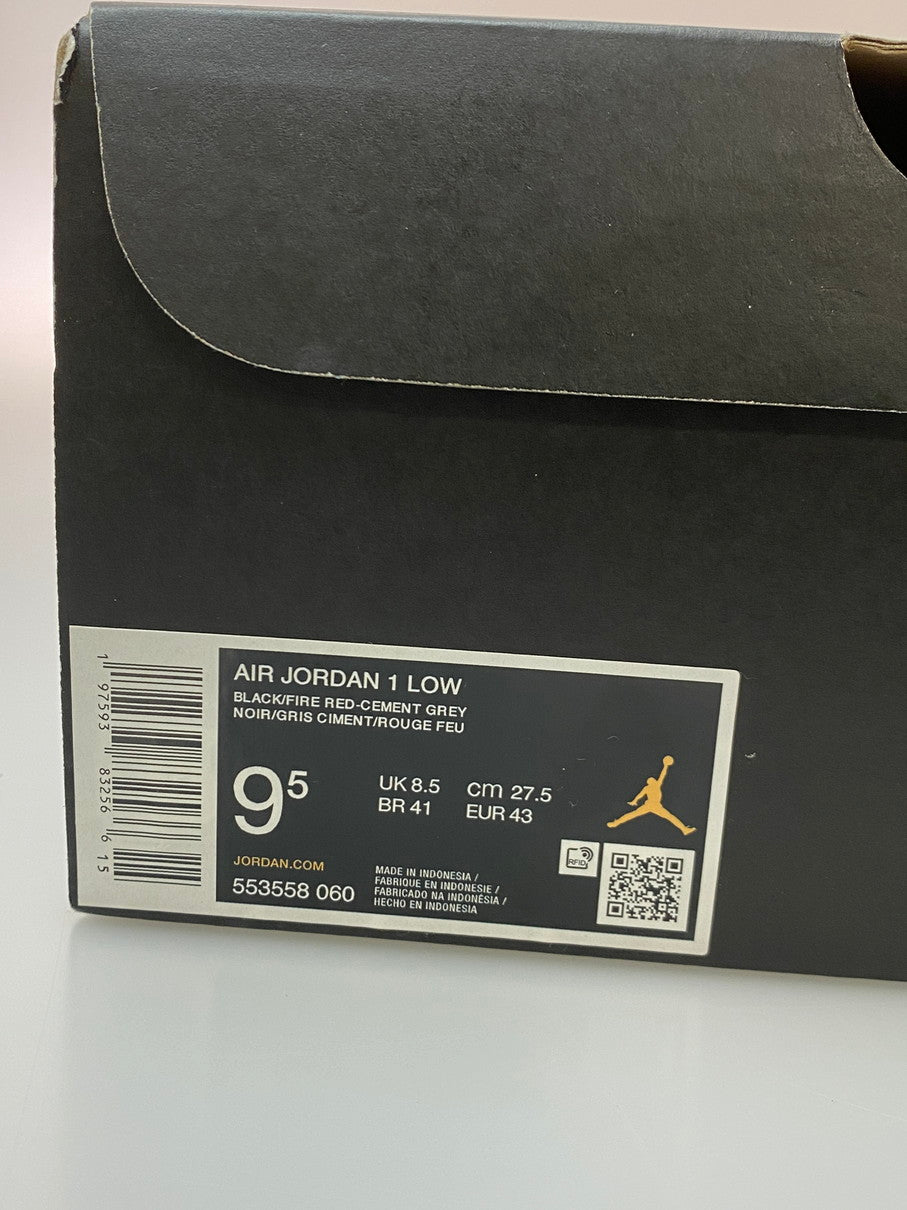 AIR JORDAN 1 LOW
BLACK/FIRE RED-CEMENT GREY
NOIR/GRIS CIMENT/ROUGE FEU
9⁵
UK 8.5 cm 27.5
BR 41 EUR 43
JORDAN.COM
553558 060
MADE IN INDONESIA /
FABRIQUE EN INDONESIE /
FABRICADO NA INDONÉSIA /
HECHO EN INDONESIA
RFID
1 97593 83256 6 15